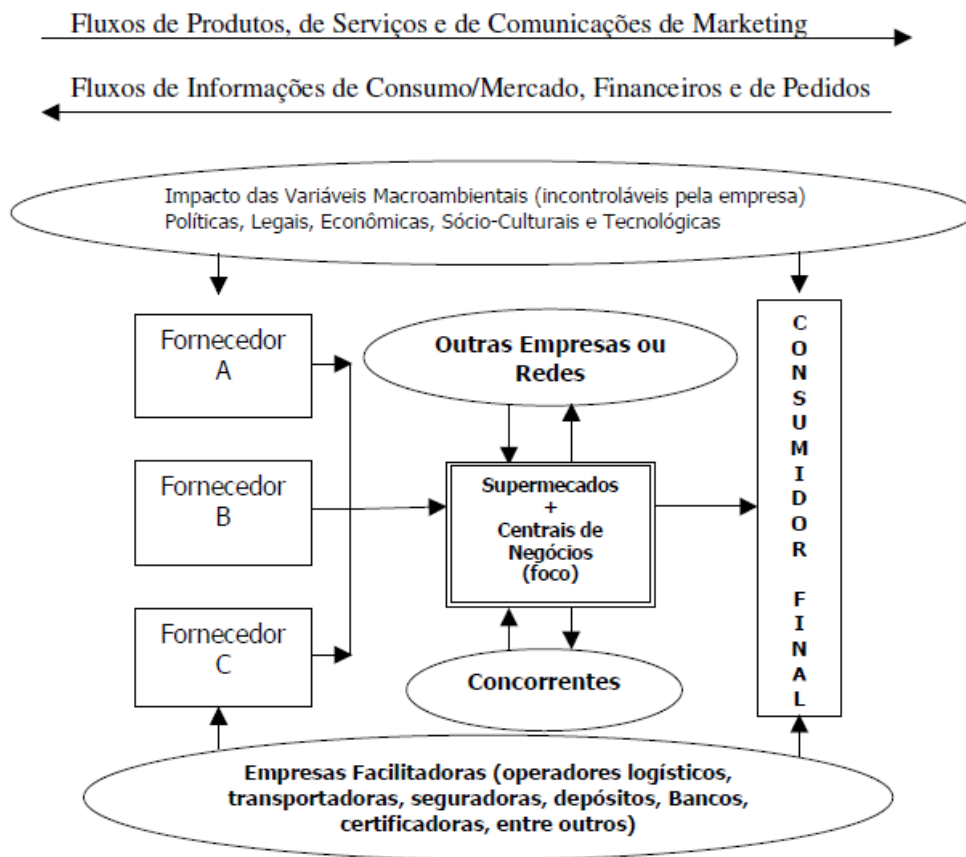 Fluxos de Produtos, de Serviços e de Comunicações de Marketing
Fluxos de Informações de Consumo/Mercado, Financeiros e de Pedidos
Impacto das Variáveis Macroambientais (incontroláveis pela empresa)
Políticas, Legais, Econômicas, Sócio-Culturais e Tecnológicas
Fornecedor
A
Outras Empresas ou
Redes
Fornecedor
B
Supermecados
+
Centrais de
Negócios
(foco)
Fornecedor
C
Concorrentes
C
O
N
S
U
M
I
D
O
R
F
I
N
A
L
Empresas Facilitadoras (operadores logísticos,
transportadoras, seguradoras, depósitos, Bancos,
certificadoras, entre outros)